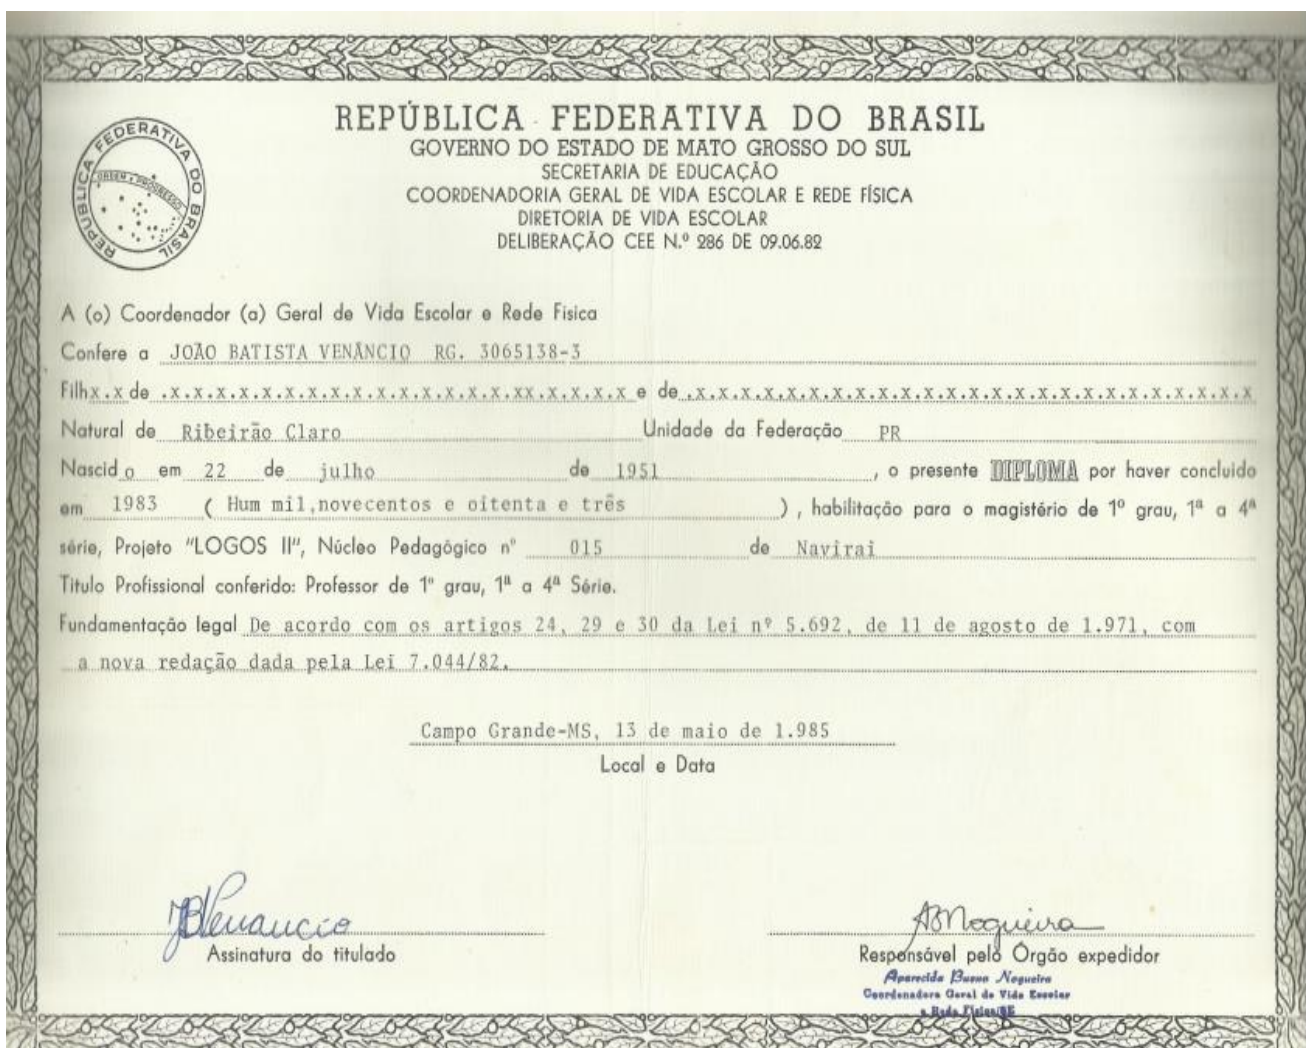 REPÚBLICA FEDERATIVA DO BRASIL
GOVERNO DO ESTADO DE MATO GROSSO DO SUL
SECRETARIA DE EDUCAÇÃO
COORDENADORIA GERAL DE VIDA ESCOLAR E REDE FÍSICA
DIRETORIA DE VIDA ESCOLAR
DELIBERAÇÃO CEE N.º 286 DE 09.06.82
REPUBLICA FEDERATIVA DO BRASIL
ORDEM E PROGRESSO
A (o) Coordenador (a) Geral de Vida Escolar e Rede Fisica
Confere a JOÃO BATISTA VENÂNCIO RG. 3065138-3
Filhx.x de .x.x.x.x.x.x.x.x.x.x.x.x.x.x.x.xx.x.x.x.x.x e de .x.x.x.x.x.x.x.x.x.x.x.x.x.x.x.x.x.x.x.x.x.x.x.x.x
Natural de Ribeirão Claro Unidade da Federação PR
Nascido em 22 de julho de 1951 , o presente DIPLOMA por haver concluido
em 1983 ( Hum mil,novecentos e oitenta e três ) , habilitação para o magistério de 1º grau, 1ª a 4ª
série, Projeto "LOGOS II", Núcleo Pedagógico nº 015 de Navirai
Titulo Profissional conferido: Professor de 1º grau, 1ª a 4ª Série.
Fundamentação legal De acordo com os artigos 24, 29 e 30 da Lei nº 5.692, de 11 de agosto de 1.971, com
a nova redação dada pela Lei 7.044/82.
Campo Grande-MS, 13 de maio de 1.985
Local e Data
JBVenancio
Assinatura do titulado
ABNogueira
Responsável pelo Órgão expedidor
Aparecida Bueno Nogueira
Coordenadora Geral de Vida Escolar
e Rede Física/SE